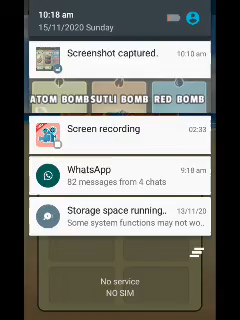 10:18 am
15/11/2020 Sunday
Screenshot captured.
10:10 am
ATOM BOMB
SUTLI BOMB
RED BOMB
Screen recording
02:33
WhatsApp
9:18 am
82 messages from 4 chats
Storage space running..
13/11/20
Some system functions may not wo..
No service
NO SIM